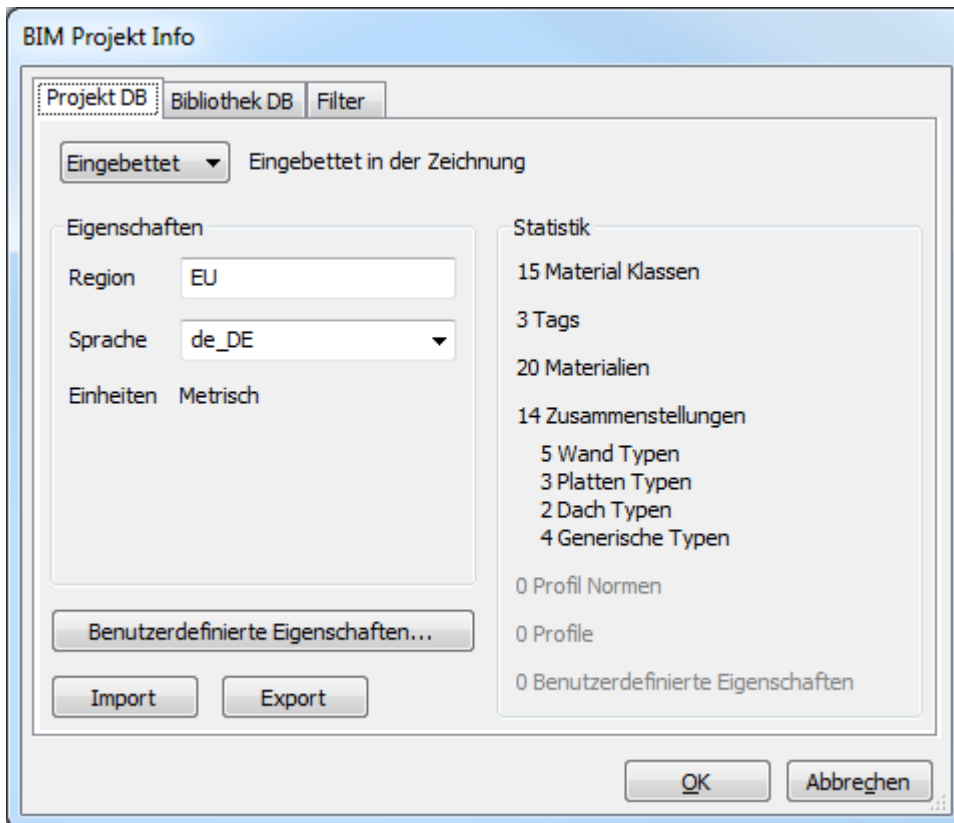 BIM Projekt Info
Projekt DB Bibliothek DB Filter
Eingebettet Eingebettet in der Zeichnung
Eigenschaften
Region EU
Sprache de_DE
Einheiten Metrisch
Benutzerdefinierte Eigenschaften...
Import Export
Statistik
15 Material Klassen
3 Tags
20 Materialien
14 Zusammenstellungen
5 Wand Typen
3 Platten Typen
2 Dach Typen
4 Generische Typen
0 Profil Normen
0 Profile
0 Benutzerdefinierte Eigenschaften
OK Abbrechen